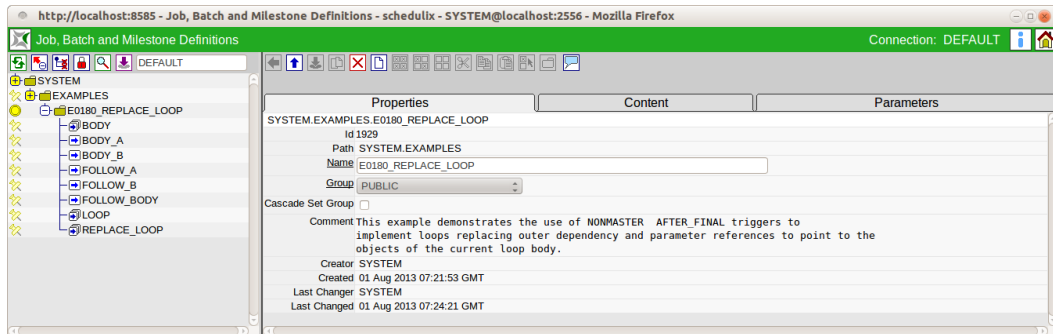 http://localhost:8585 - Job, Batch and Milestone Definitions - schedulix - SYSTEM@localhost:2556 - Mozilla Firefox
Job, Batch and Milestone Definitions
Connection: DEFAULT
DEFAULT
SYSTEM
EXAMPLES
E0180_REPLACE_LOOP
BODY
BODY_A
BODY_B
FOLLOW_A
FOLLOW_B
FOLLOW_BODY
LOOP
REPLACE_LOOP
Properties
Content
Parameters
SYSTEM.EXAMPLES.E0180_REPLACE_LOOP
Id 1929
Path SYSTEM.EXAMPLES
Name E0180_REPLACE_LOOP
Group PUBLIC
Cascade Set Group
Comment This example demonstrates the use of NONMASTER  AFTER_FINAL triggers to
implement loops replacing outer dependency and parameter references to point to the
objects of the current loop body.
Creator SYSTEM
Created 01 Aug 2013 07:21:53 GMT
Last Changer SYSTEM
Last Changed 01 Aug 2013 07:24:21 GMT